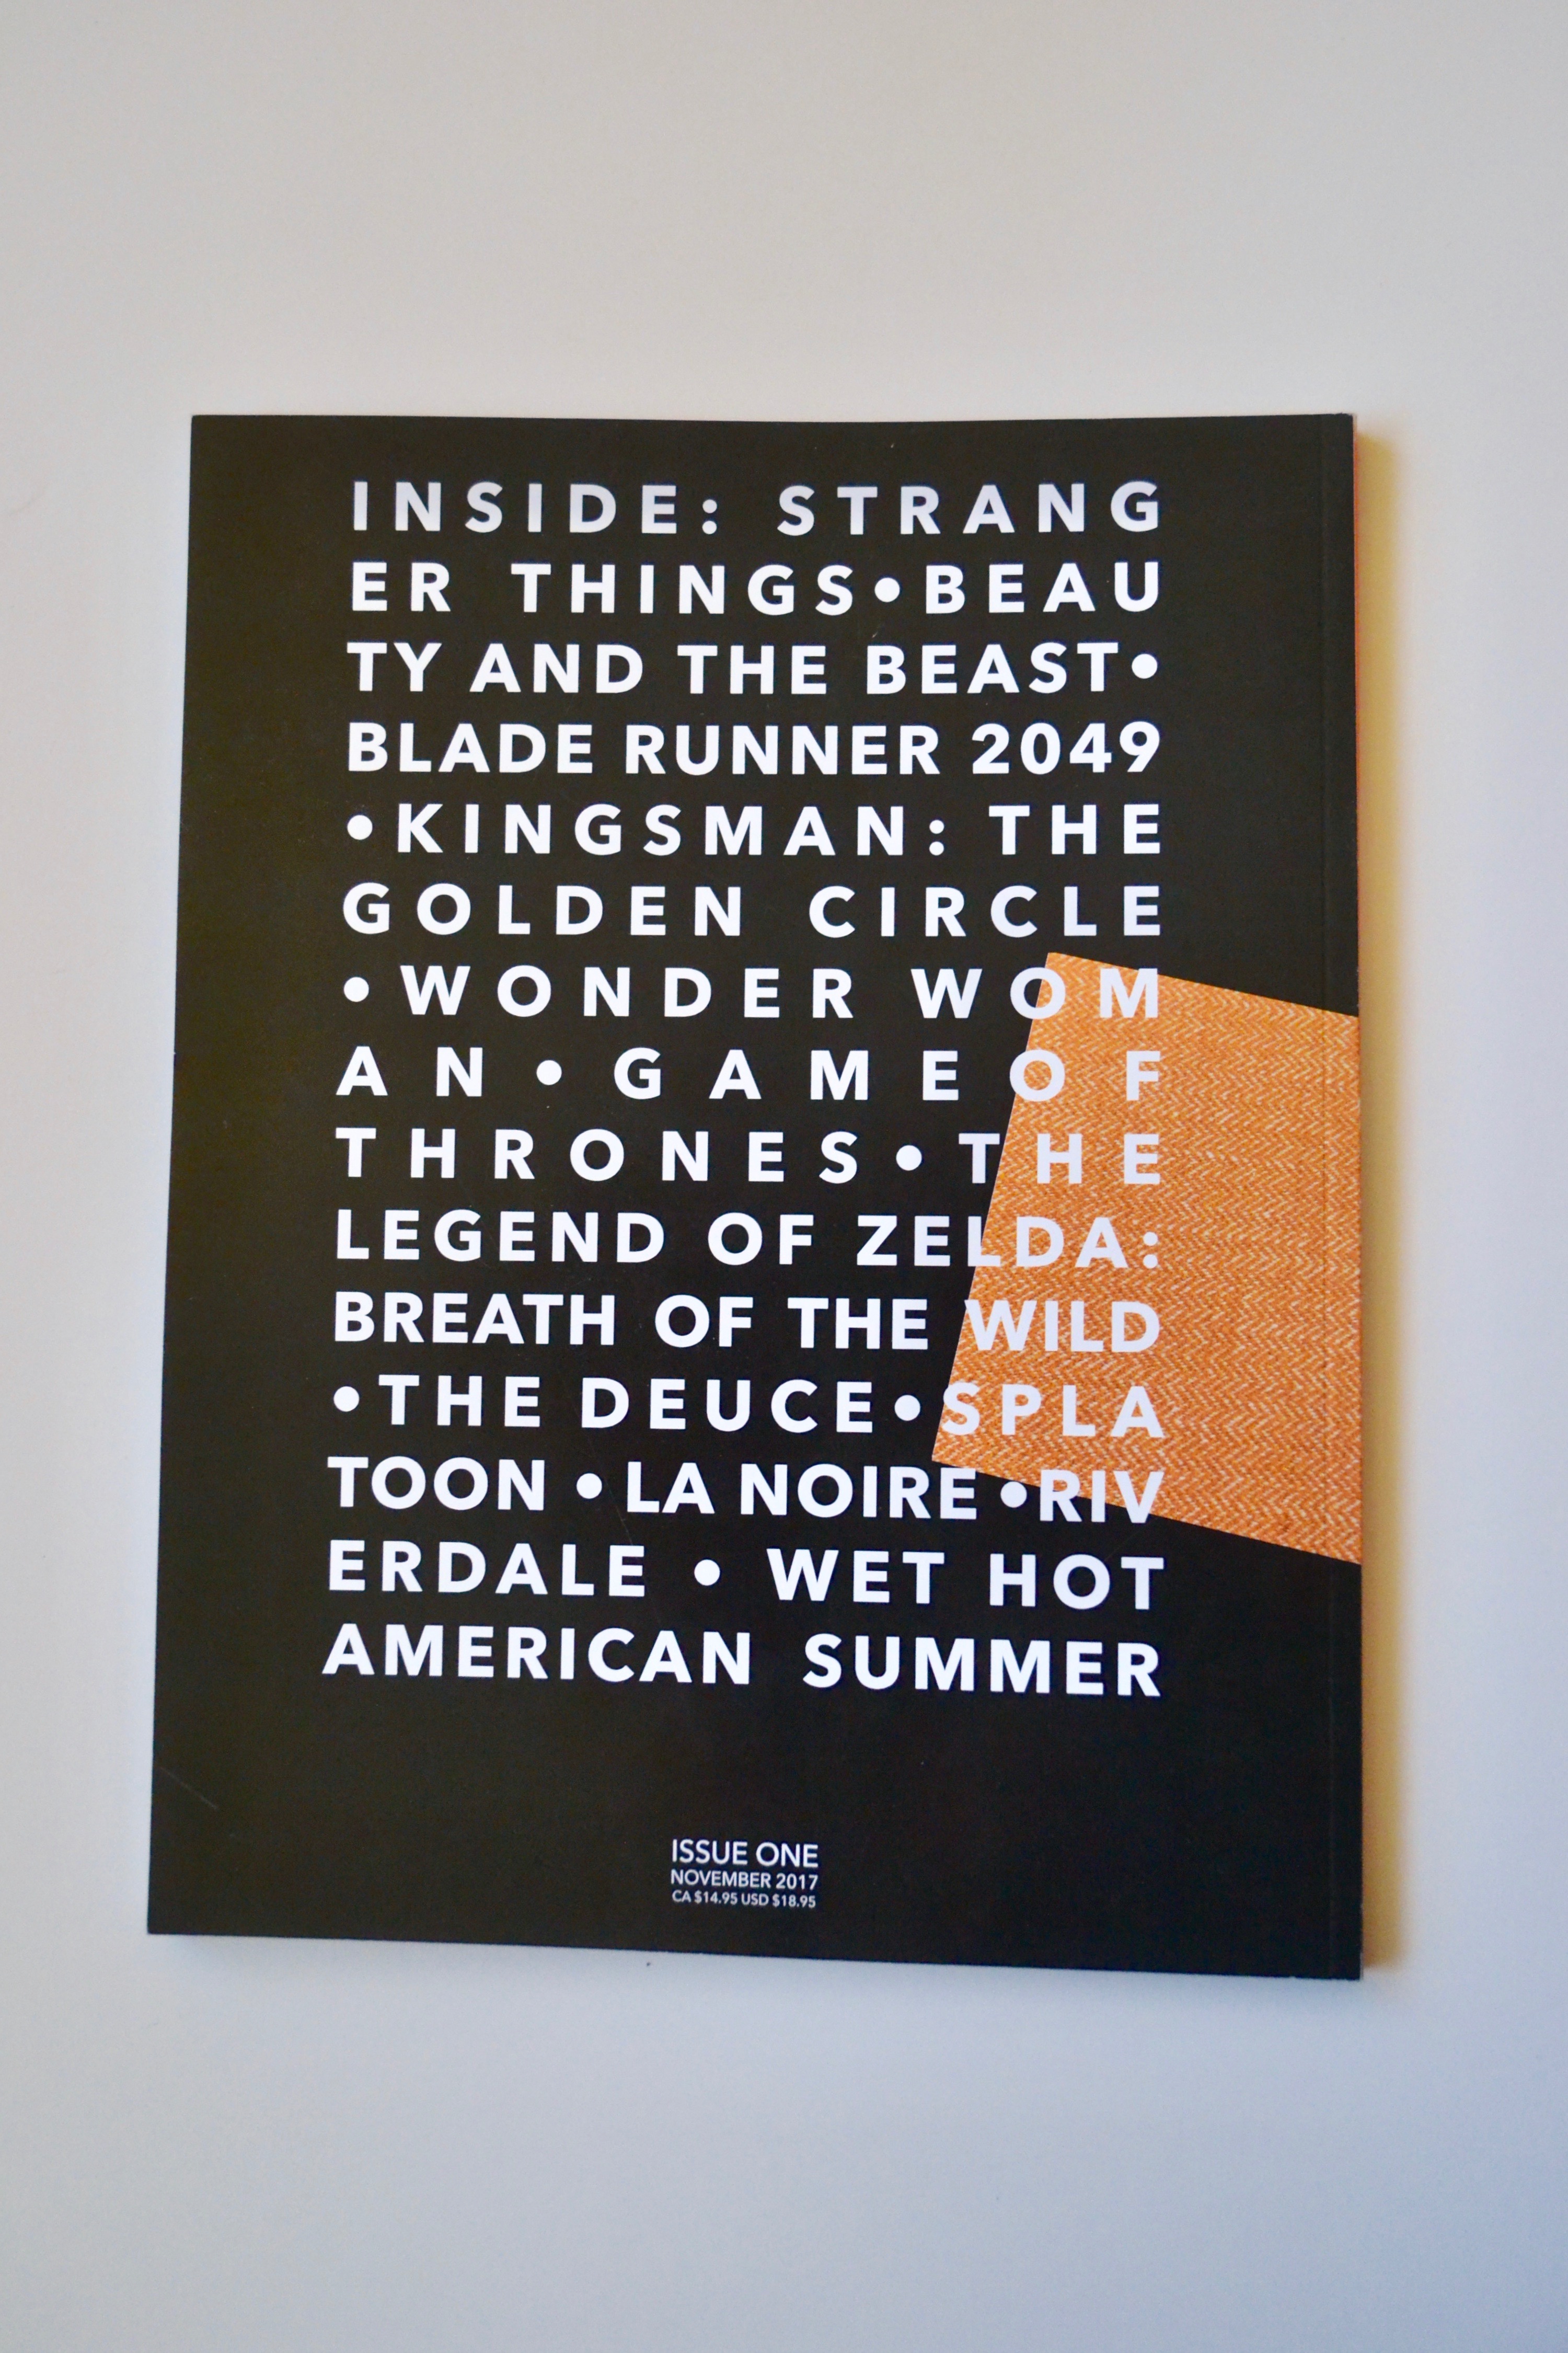 INSIDE: STRANG
ER THINGS•BEAU
TY AND THE BEAST•
BLADE RUNNER 2049
•KINGSMAN: THE
GOLDEN CIRCLE
•WONDER WOM
AN•GAME OF
THRONES•THE
LEGEND OF ZELDA:
BREATH OF THE WILD
•THE DEUCE•SPLA
TOON •LA NOIRE •RIV
ERDALE • WET HOT
AMERICAN SUMMER
ISSUE ONE
NOVEMBER 2017
CA $14.95 USD $18.95